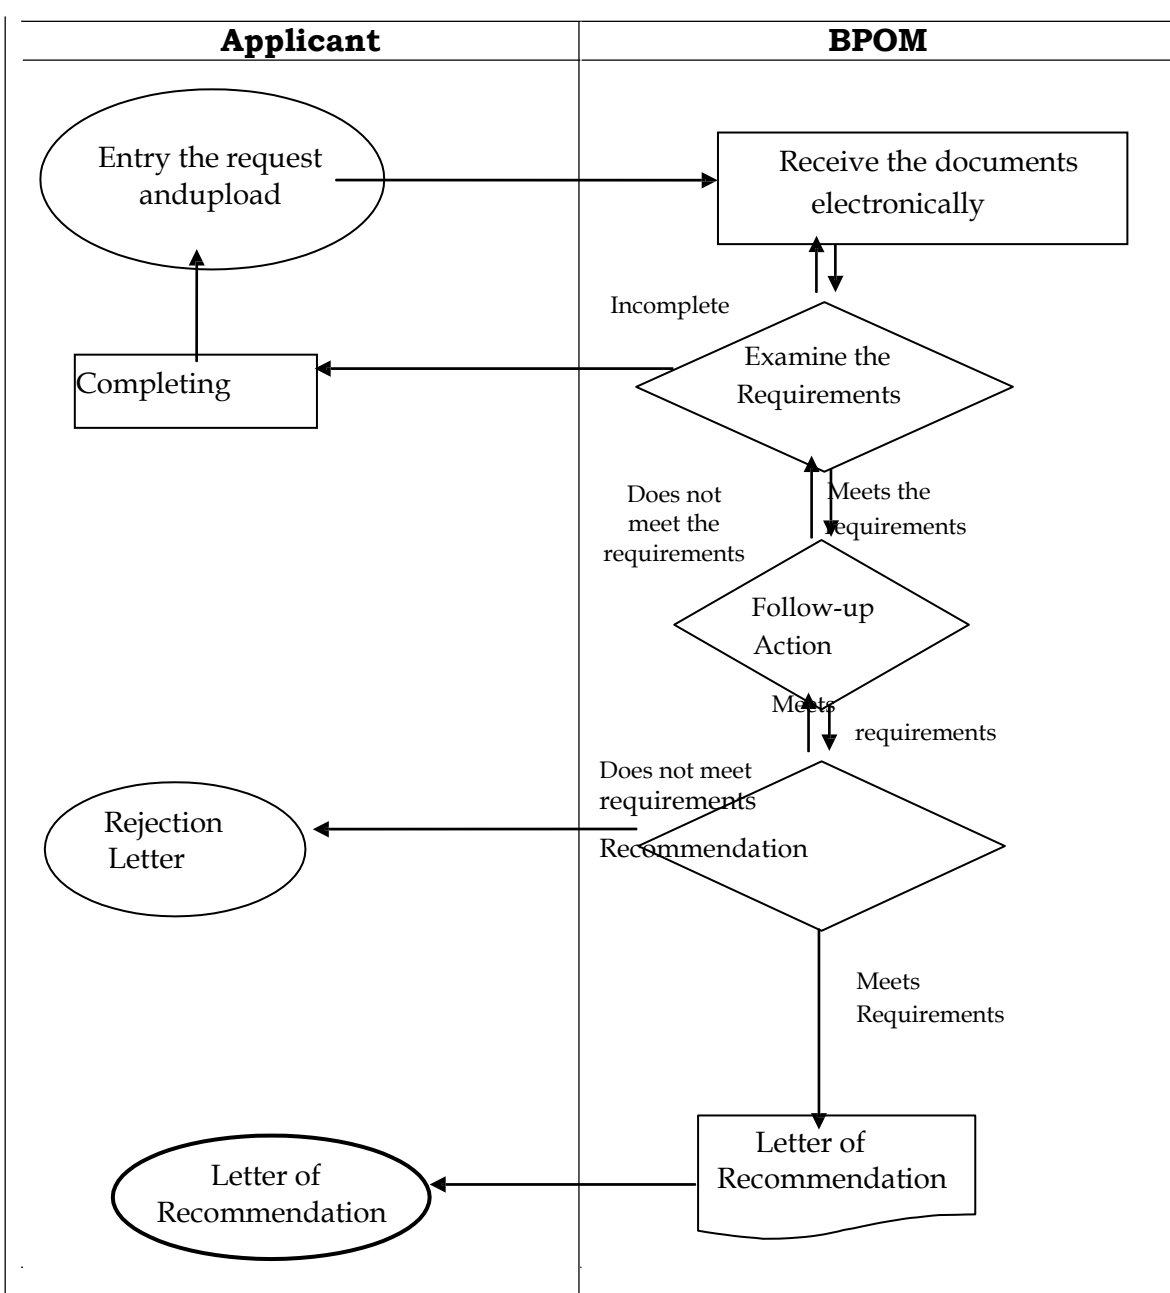 Applicant
BPOM
Entry the request
andupload
Receive the documents
electronically
Incomplete
Examine the
Requirements
Completing
Does not
meet the
requirements
Meets the
requirements
Follow-up
Action
Meets
requirements
Does not meet
requirements
Rejection
Letter
Recommendation
Meets
Requirements
Letter of
Recommendation
Letter of
Recommendation